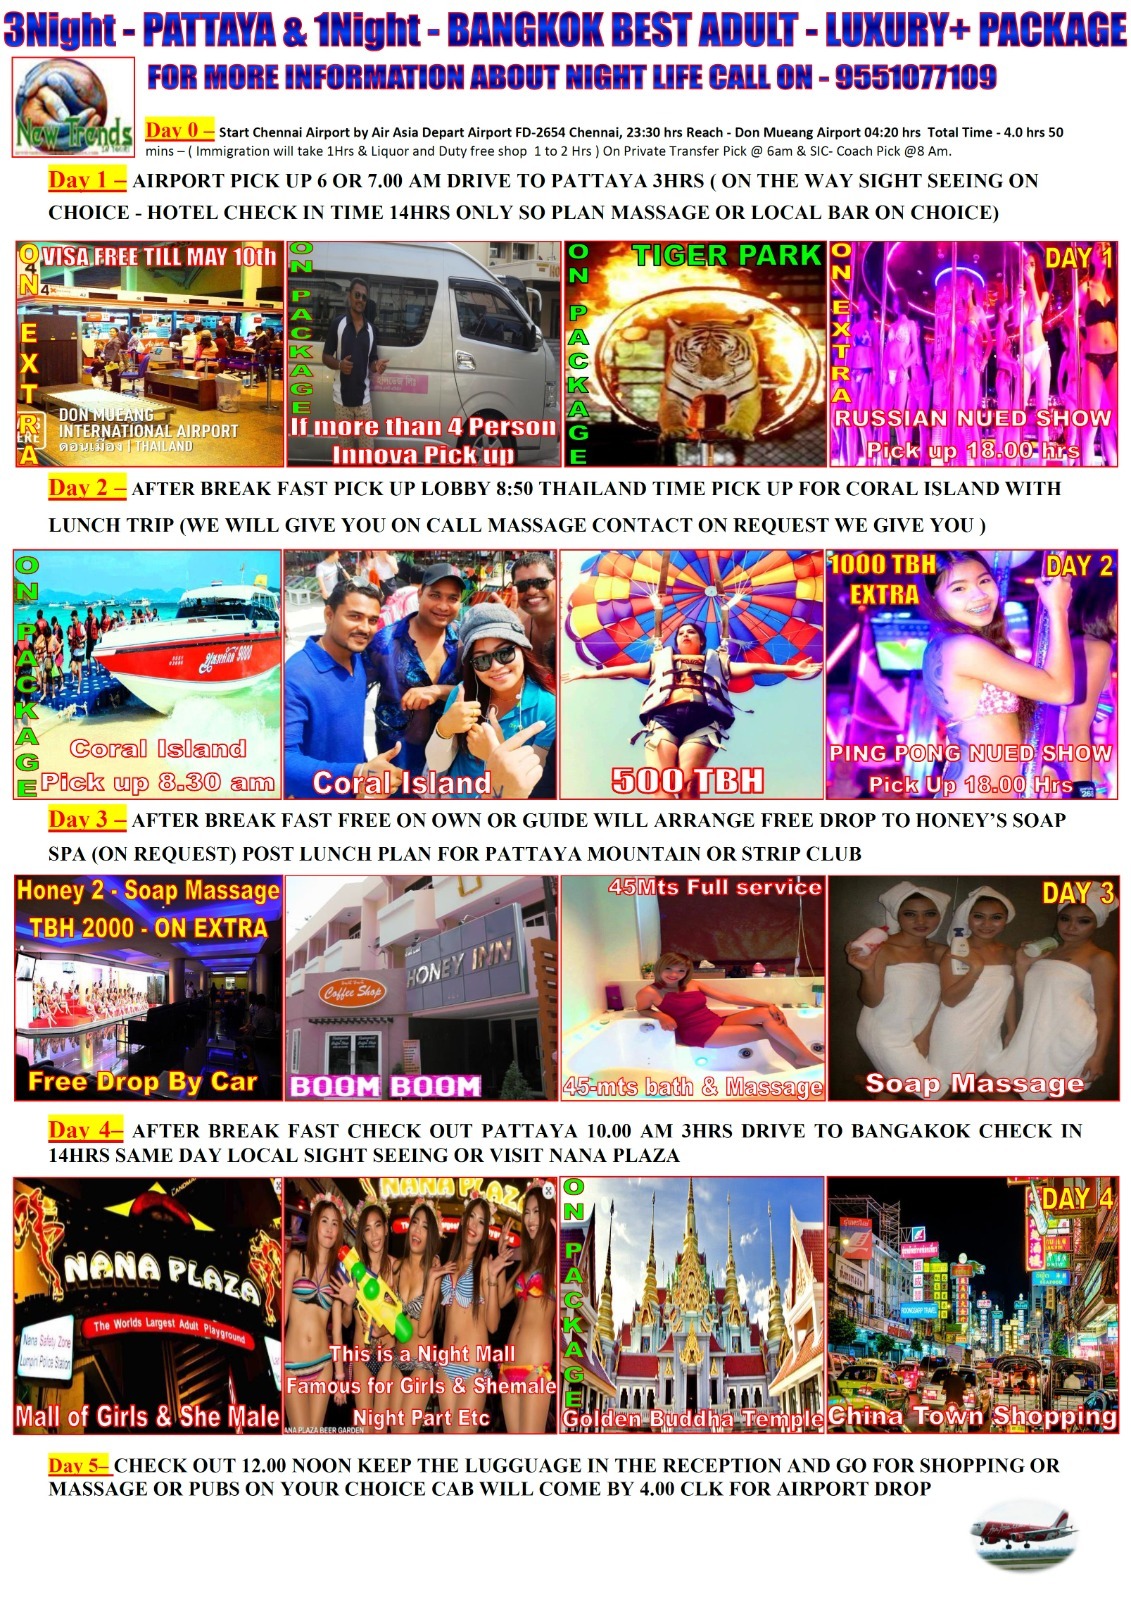 3Night - PATTAYA & 1Night - BANGKOK BEST ADULT - LUXURY+ PACKAGE
FOR MORE INFORMATION ABOUT NIGHT LIFE CALL ON - 9551077109
New Trends
Day 0 – Start Chennai Airport by Air Asia Depart Airport FD-2654 Chennai, 23:30 hrs Reach - Don Mueang Airport 04:20 hrs Total Time - 4.0 hrs 50
mins – ( Immigration will take 1Hrs & Liquor and Duty free shop 1 to 2 Hrs ) On Private Transfer Pick @ 6am & SIC- Coach Pick @8 Am.
Day 1 – AIRPORT PICK UP 6 OR 7.00 AM DRIVE TO PATTAYA 3HRS ( ON THE WAY SIGHT SEEING ON
CHOICE - HOTEL CHECK IN TIME 14HRS ONLY SO PLAN MASSAGE OR LOCAL BAR ON CHOICE)
ON EXTRA
VISA FREE TILL MAY 10th
4
4
DON MUEANG
INTERNATIONAL AIRPORT
ดอนเมือง | THAILAND
ON PACKAGE
If more than 4 Person
Innova Pick up
ON PACKAGE
TIGER PARK
ON EXTRA
DAY 1
RUSSIAN NUED SHOW
Pick up 18.00 hrs
Day 2 – AFTER BREAK FAST PICK UP LOBBY 8:50 THAILAND TIME PICK UP FOR CORAL ISLAND WITH
LUNCH TRIP (WE WILL GIVE YOU ON CALL MASSAGE CONTACT ON REQUEST WE GIVE YOU )
ON PACKAGE
Coral Island
Pick up 8.30 am
Coral Island
500 TBH
1000 TBH
EXTRA
DAY 2
PING PONG NUED SHOW
Pick Up 18.00 Hrs
Day 3 – AFTER BREAK FAST FREE ON OWN OR GUIDE WILL ARRANGE FREE DROP TO HONEY'S SOAP
SPA (ON REQUEST) POST LUNCH PLAN FOR PATTAYA MOUNTAIN OR STRIP CLUB
Honey 2 - Soap Massage
TBH 2000 - ON EXTRA
Free Drop By Car
HONEY INN
Coffee Shop
BOOM BOOM
45Mts Full service
45-mts bath & Massage
DAY 3
Soap Massage
Day 4– AFTER BREAK FAST CHECK OUT PATTAYA 10.00 AM 3HRS DRIVE TO BANGAKOK CHECK IN
14HRS SAME DAY LOCAL SIGHT SEEING OR VISIT NANA PLAZA
NANA PLAZA
The Worlds Largest Adult Playground
Nana Safety Zone
Lumpini Police Station
Mall of Girls & She Male
NANA PLAZA
This is a Night Mall
Famous for Girls & Shemale
Night Part Etc
ANA PLAZA BEER GARDEN
ON PACKAGE
Golden Buddha Temple
DAY 4
China Town Shopping
Day 5– CHECK OUT 12.00 NOON KEEP THE LUGGUAGE IN THE RECEPTION AND GO FOR SHOPPING OR
MASSAGE OR PUBS ON YOUR CHOICE CAB WILL COME BY 4.00 CLK FOR AIRPORT DROP